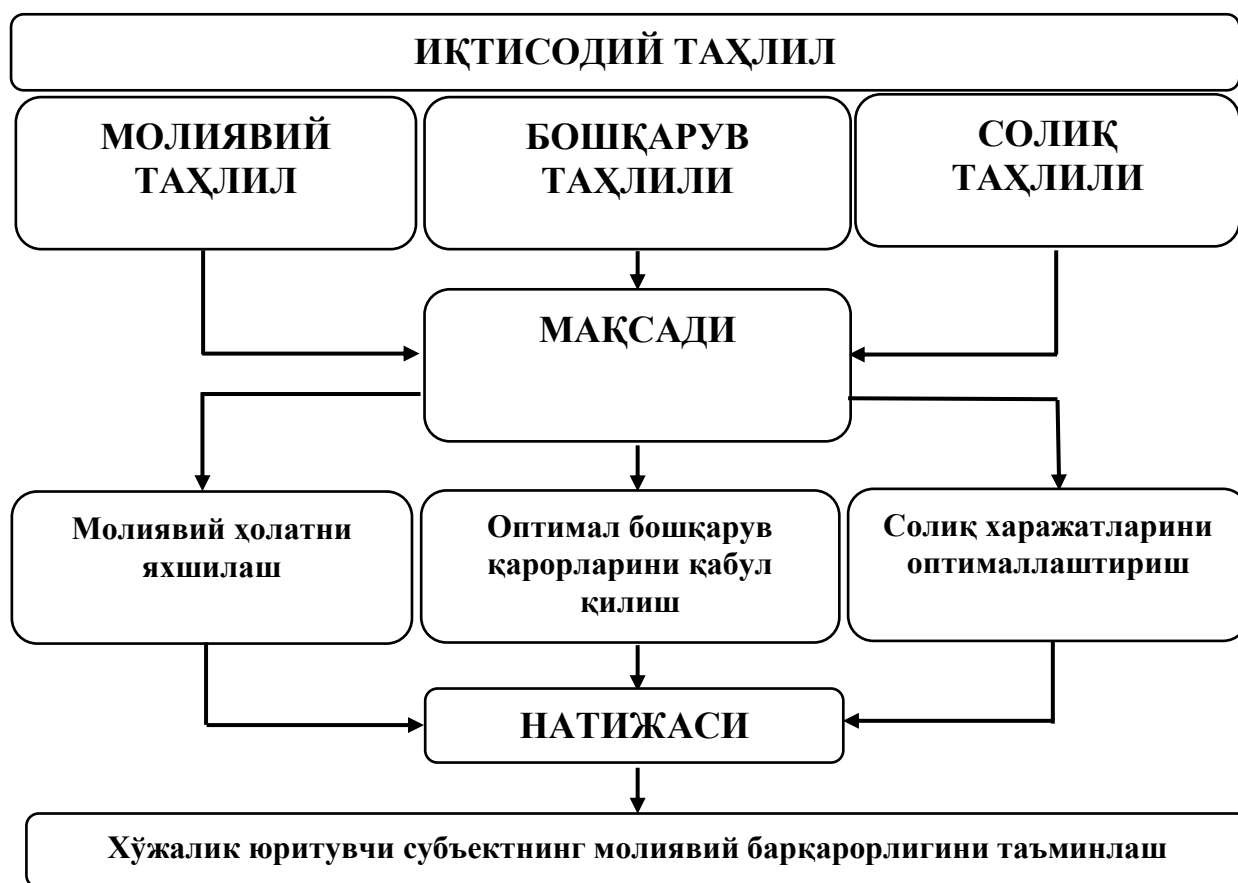 ИҚТИСОДИЙ ТАҲЛИЛ
МОЛИЯВИЙ
ТАҲЛИЛ
БОШҚАРУВ
ТАҲЛИЛИ
СОЛИҚ
ТАҲЛИЛИ
МАҚСАДИ
Молиявий ҳолатни
яхшилаш
Оптимал бошқарув
қарорларини қабул
қилиш
Солиқ харажатларини
оптималлаштириш
НАТИЖАСИ
Хўжалик юритувчи субъектнинг молиявий барқарорлигини таъминлаш